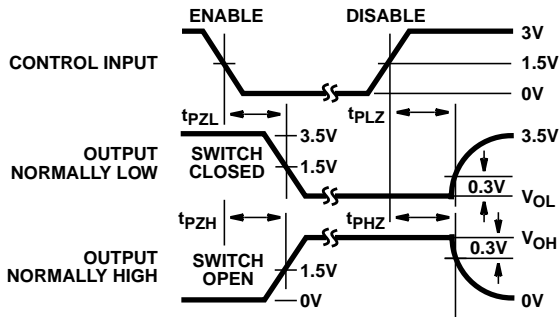 ENABLE DISABLE
3V
CONTROL INPUT 1.5V
0V
tPZL tPLZ
3.5V 3.5V
OUTPUT
NORMALLY LOW
SWITCH
CLOSED
1.5V
0.3V
VOL
tPZH tPHZ
VOH
0.3V
OUTPUT
NORMALLY HIGH
SWITCH
OPEN
1.5V
0V 0V